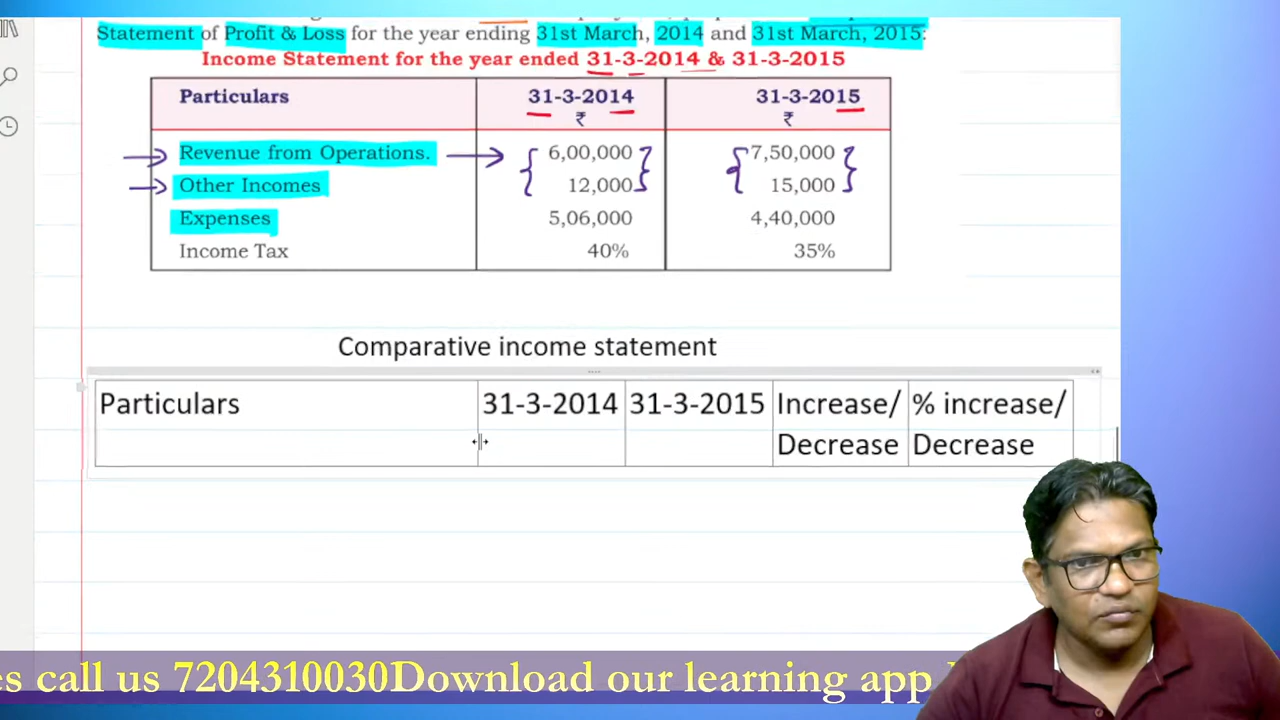 Statement of Profit & Loss for the year ending 31st March, 2014 and 31st March, 2015:
Income Statement for the year ended 31-3-2014 & 31-3-2015
Particulars 31-3-2014 31-3-2015
₹ ₹
Revenue from Operations. 6,00,000 7,50,000
Other Incomes 12,000 15,000
Expenses 5,06,000 4,40,000
Income Tax 40% 35%
Comparative income statement
Particulars 31-3-2014 31-3-2015 Increase/ % increase/
Decrease Decrease
es call us 7204310030Download our learning app